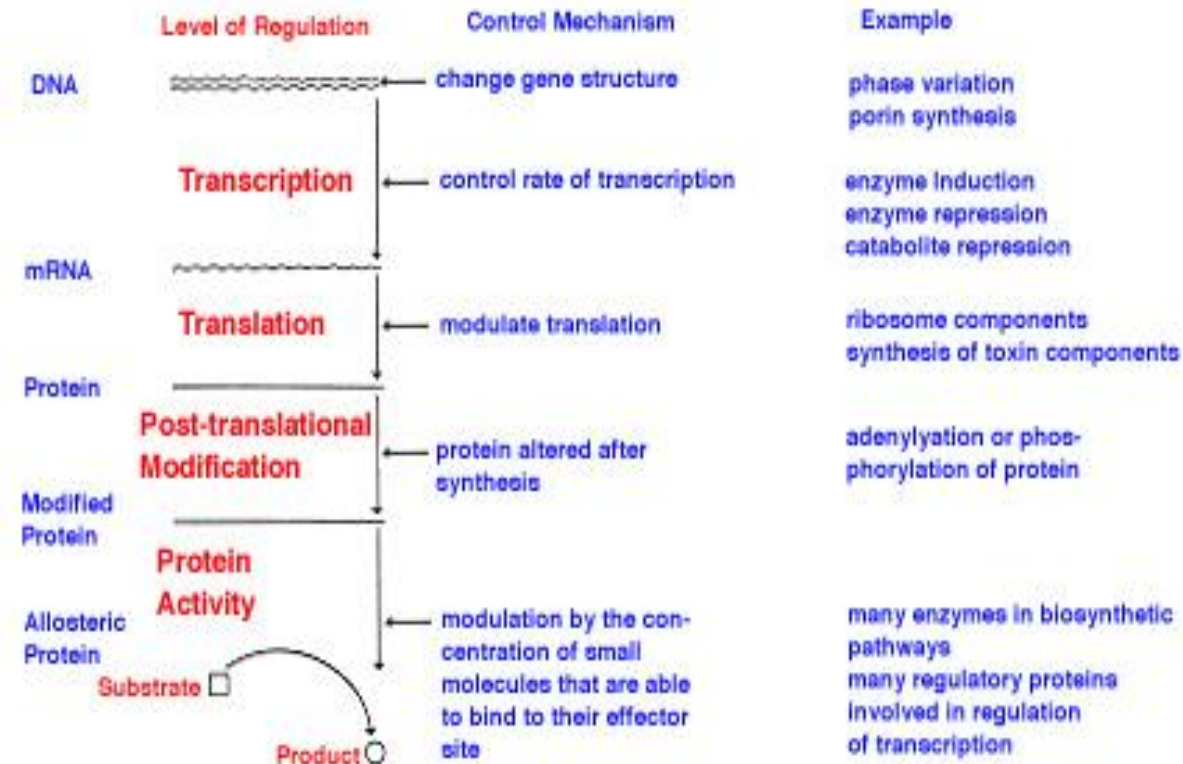 Level of Regulation Control Mechanism Example
DNA change gene structure phase variation
porin synthesis
Transcription control rate of transcription enzyme Induction
enzyme repression
catabolite repression
mRNA
Translation modulate translation ribosome components
synthesis of toxin components
Protein
Post-translational
Modification
protein altered after
synthesis
adenylyation or phos-
phorylation of protein
Modified
Protein
Protein
Activity
Allosteric
Protein
modulation by the con-
centration of small
molecules that are able
to bind to their effector
site
many enzymes in biosynthetic
pathways
many regulatory proteins
involved in regulation
of transcription
Substrate
Product